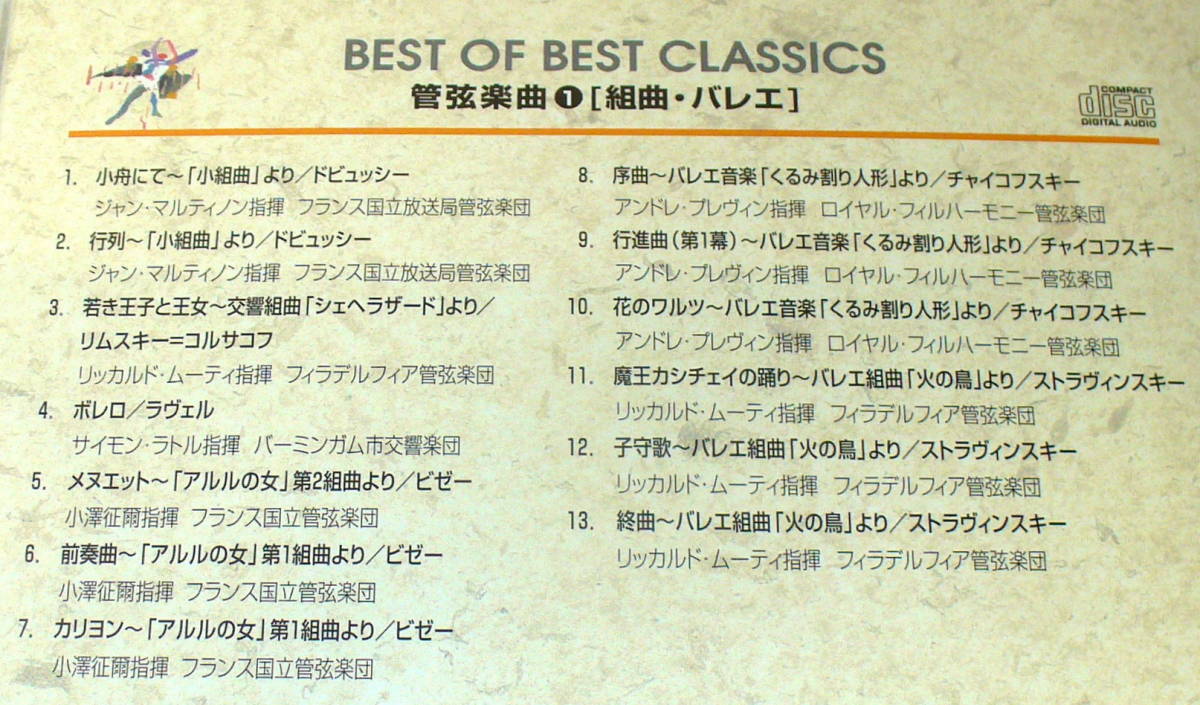 BEST OF BEST CLASSICS
管弦楽曲❶[組曲・バレエ]
COMPACT
disc
DIGITAL AUDIO
1. 小舟にて〜「小組曲」より／ドビュッシー
ジャン・マルティノン指揮 フランス国立放送局管弦楽団
2. 行列〜「小組曲」より／ドビュッシー
ジャン・マルティノン指揮 フランス国立放送局管弦楽団
3. 若き王子と王女〜交響組曲「シェヘラザード」より／
リムスキー＝コルサコフ
リッカルド・ムーティ指揮 フィラデルフィア管弦楽団
4. ボレロ／ラヴェル
サイモン・ラトル指揮 バーミンガム市交響楽団
5. メヌエット〜「アルルの女」第2組曲より／ビゼー
小澤征爾指揮 フランス国立管弦楽団
6. 前奏曲〜「アルルの女」第1組曲より／ビゼー
小澤征爾指揮 フランス国立管弦楽団
7. カリヨン〜「アルルの女」第1組曲より／ビゼー
小澤征爾指揮 フランス国立管弦楽団
8. 序曲〜バレエ音楽「くるみ割り人形」より／チャイコフスキー
アンドレ・プレヴィン指揮 ロイヤル・フィルハーモニー管弦楽団
9. 行進曲（第1幕）〜バレエ音楽「くるみ割り人形」より／チャイコフスキー
アンドレ・プレヴィン指揮 ロイヤル・フィルハーモニー管弦楽団
10. 花のワルツ〜バレエ音楽「くるみ割り人形」より／チャイコフスキー
アンドレ・プレヴィン指揮 ロイヤル・フィルハーモニー管弦楽団
11. 魔王カシチェイの踊り〜バレエ組曲「火の鳥」より／ストラヴィンスキー
リッカルド・ムーティ指揮 フィラデルフィア管弦楽団
12. 子守歌〜バレエ組曲「火の鳥」より／ストラヴィンスキー
リッカルド・ムーティ指揮 フィラデルフィア管弦楽団
13. 終曲〜バレエ組曲「火の鳥」より／ストラヴィンスキー
リッカルド・ムーティ指揮 フィラデルフィア管弦楽団